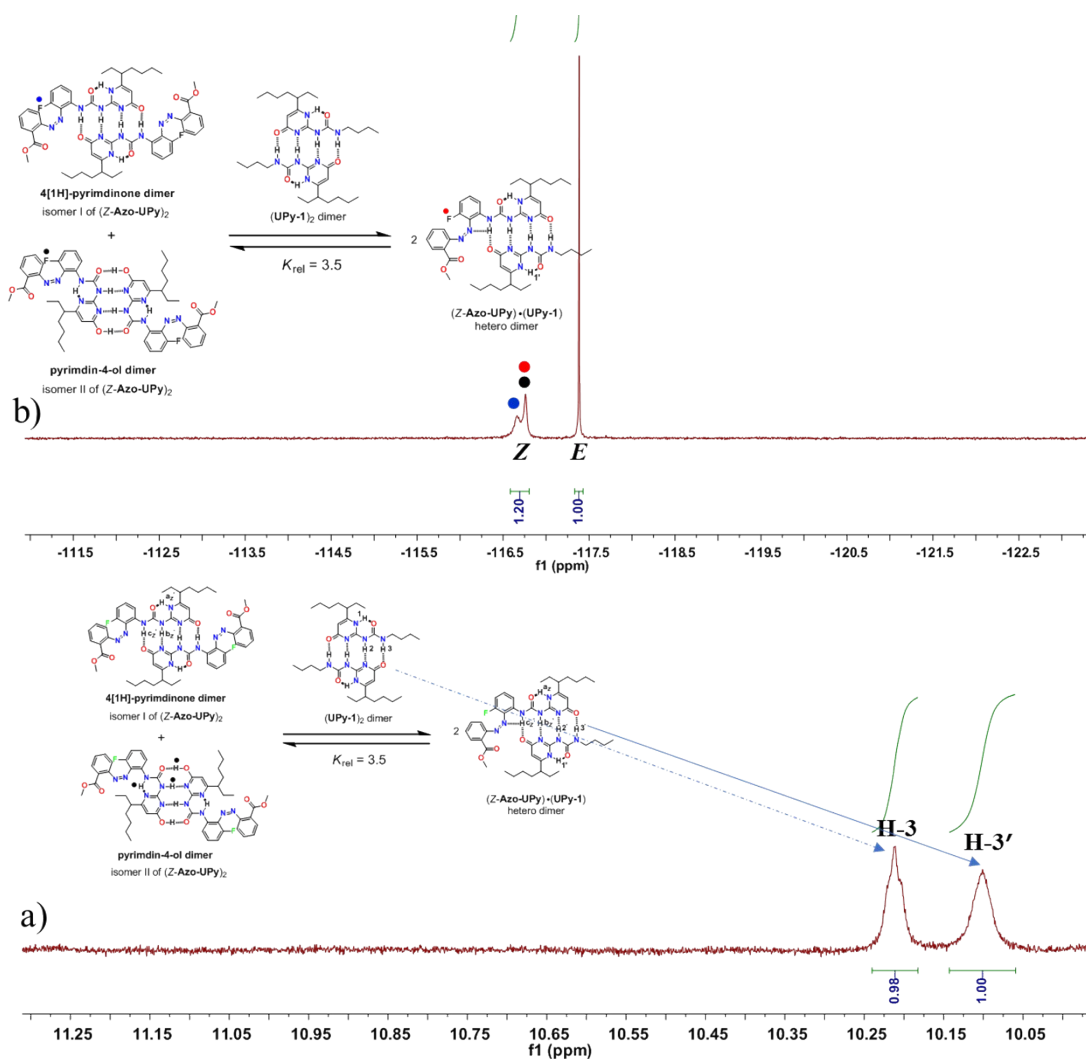 4[1H]-pyrimdinone dimer
isomer I of (Z-Azo-UPy)2
+
pyrimdin-4-ol dimer
isomer II of (Z-Azo-UPy)2
(UPy-1)2 dimer
Krel = 3.5
2
(Z-Azo-UPy)•(UPy-1)
hetero dimer
b)
Z
E
1.20
1.00
-111.5
-112.5
-113.5
-114.5
-115.5
-116.5
-117.5
-118.5
-119.5
-120.5
-121.5
-122.5
f1 (ppm)
4[1H]-pyrimdinone dimer
isomer I of (Z-Azo-UPy)2
+
pyrimdin-4-ol dimer
isomer II of (Z-Azo-UPy)2
(UPy-1)2 dimer
Krel = 3.5
2
(Z-Azo-UPy)•(UPy-1)
hetero dimer
H-3
H-3′
a)
0.98
1.00
11.25
11.15
11.05
10.95
10.85
10.75
10.65
10.55
10.45
10.35
10.25
10.15
10.05
f1 (ppm)